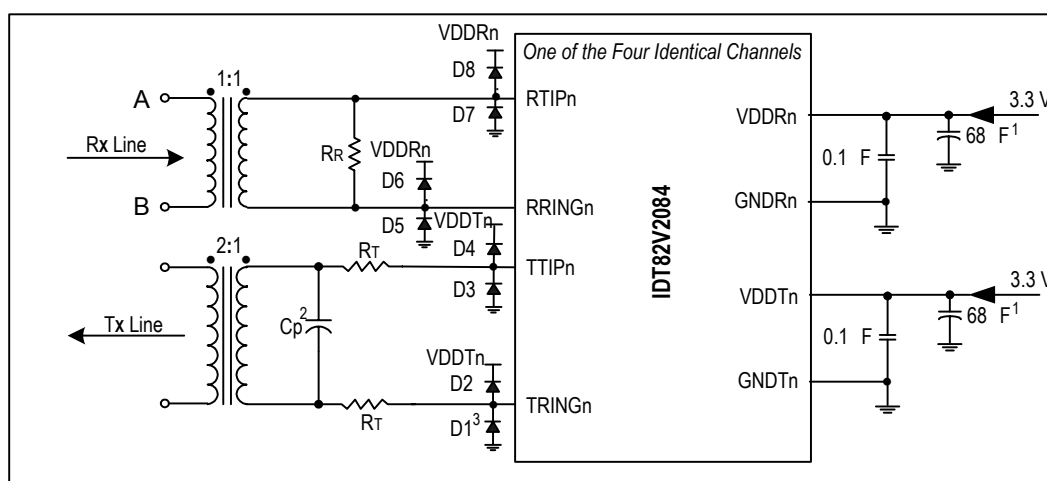 One of the Four Identical Channels
VDDRn
D8
1:1
A
RTIPn
D7
VDDRn
3.3 V
68 F¹
Rx Line
RR
VDDRn
D6
0.1 F
GNDRn
B
RRINGn
D5
VDDTn
D4
2:1
RT
TTIPn
D3
IDT82V2084
VDDTn
3.3 V
68 F¹
Tx Line
Cp²
0.1 F
VDDTn
D2
GNDTn
TRINGn
RT
D1³